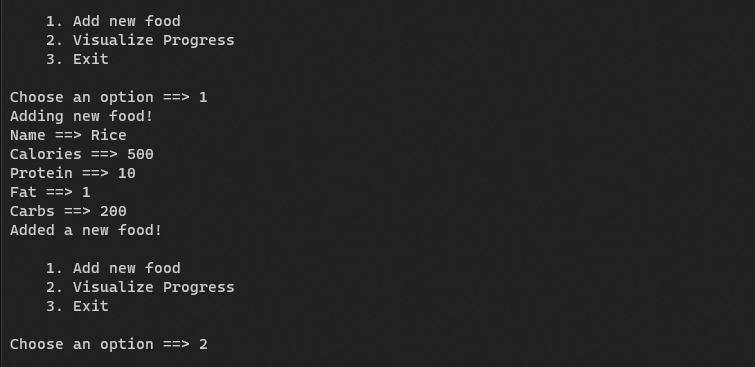 1. Add new food
2. Visualize Progress
3. Exit
Choose an option ==> 1
Adding new food!
Name ==> Rice
Calories ==> 500
Protein ==> 10
Fat ==> 1
Carbs ==> 200
Added a new food!
1. Add new food
2. Visualize Progress
3. Exit
Choose an option ==> 2